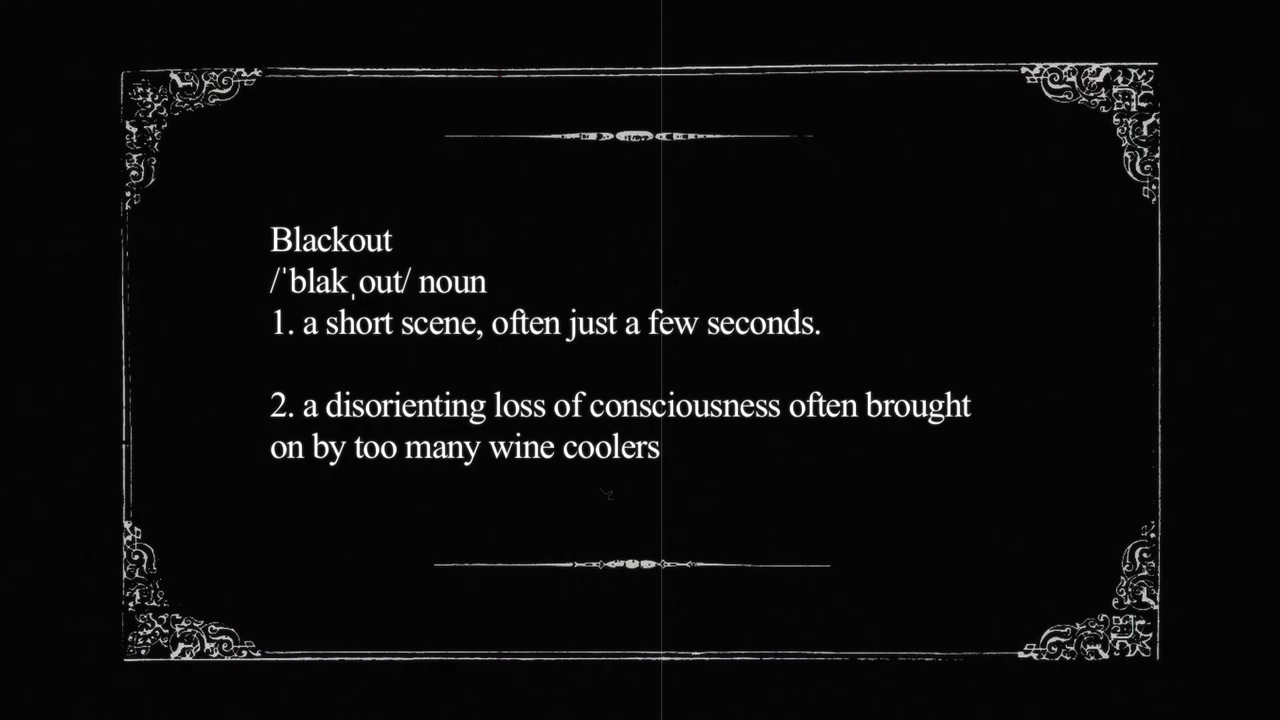 Blackout
/ˈblakˌout/ noun
1. a short scene, often just a few seconds.
2. a disorienting loss of consciousness often brought
on by too many wine coolers